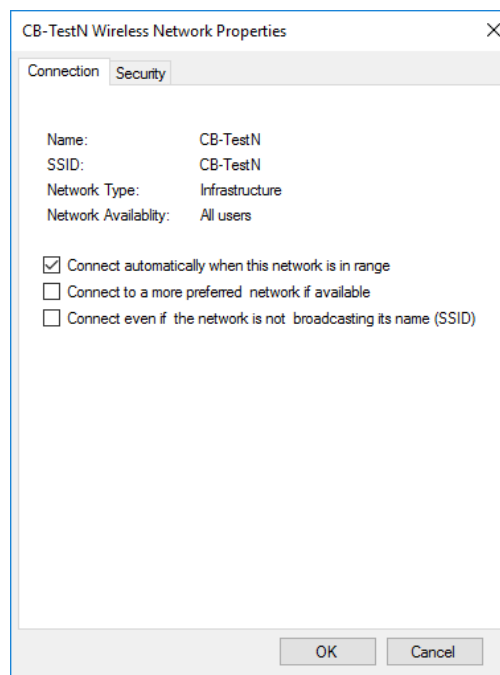 CB-TestN Wireless Network Properties
Connection Security
Name: CB-TestN
SSID: CB-TestN
Network Type: Infrastructure
Network Availablity: All users
Connect automatically when this network is in range
Connect to a more preferred network if available
Connect even if the network is not broadcasting its name (SSID)
OK Cancel